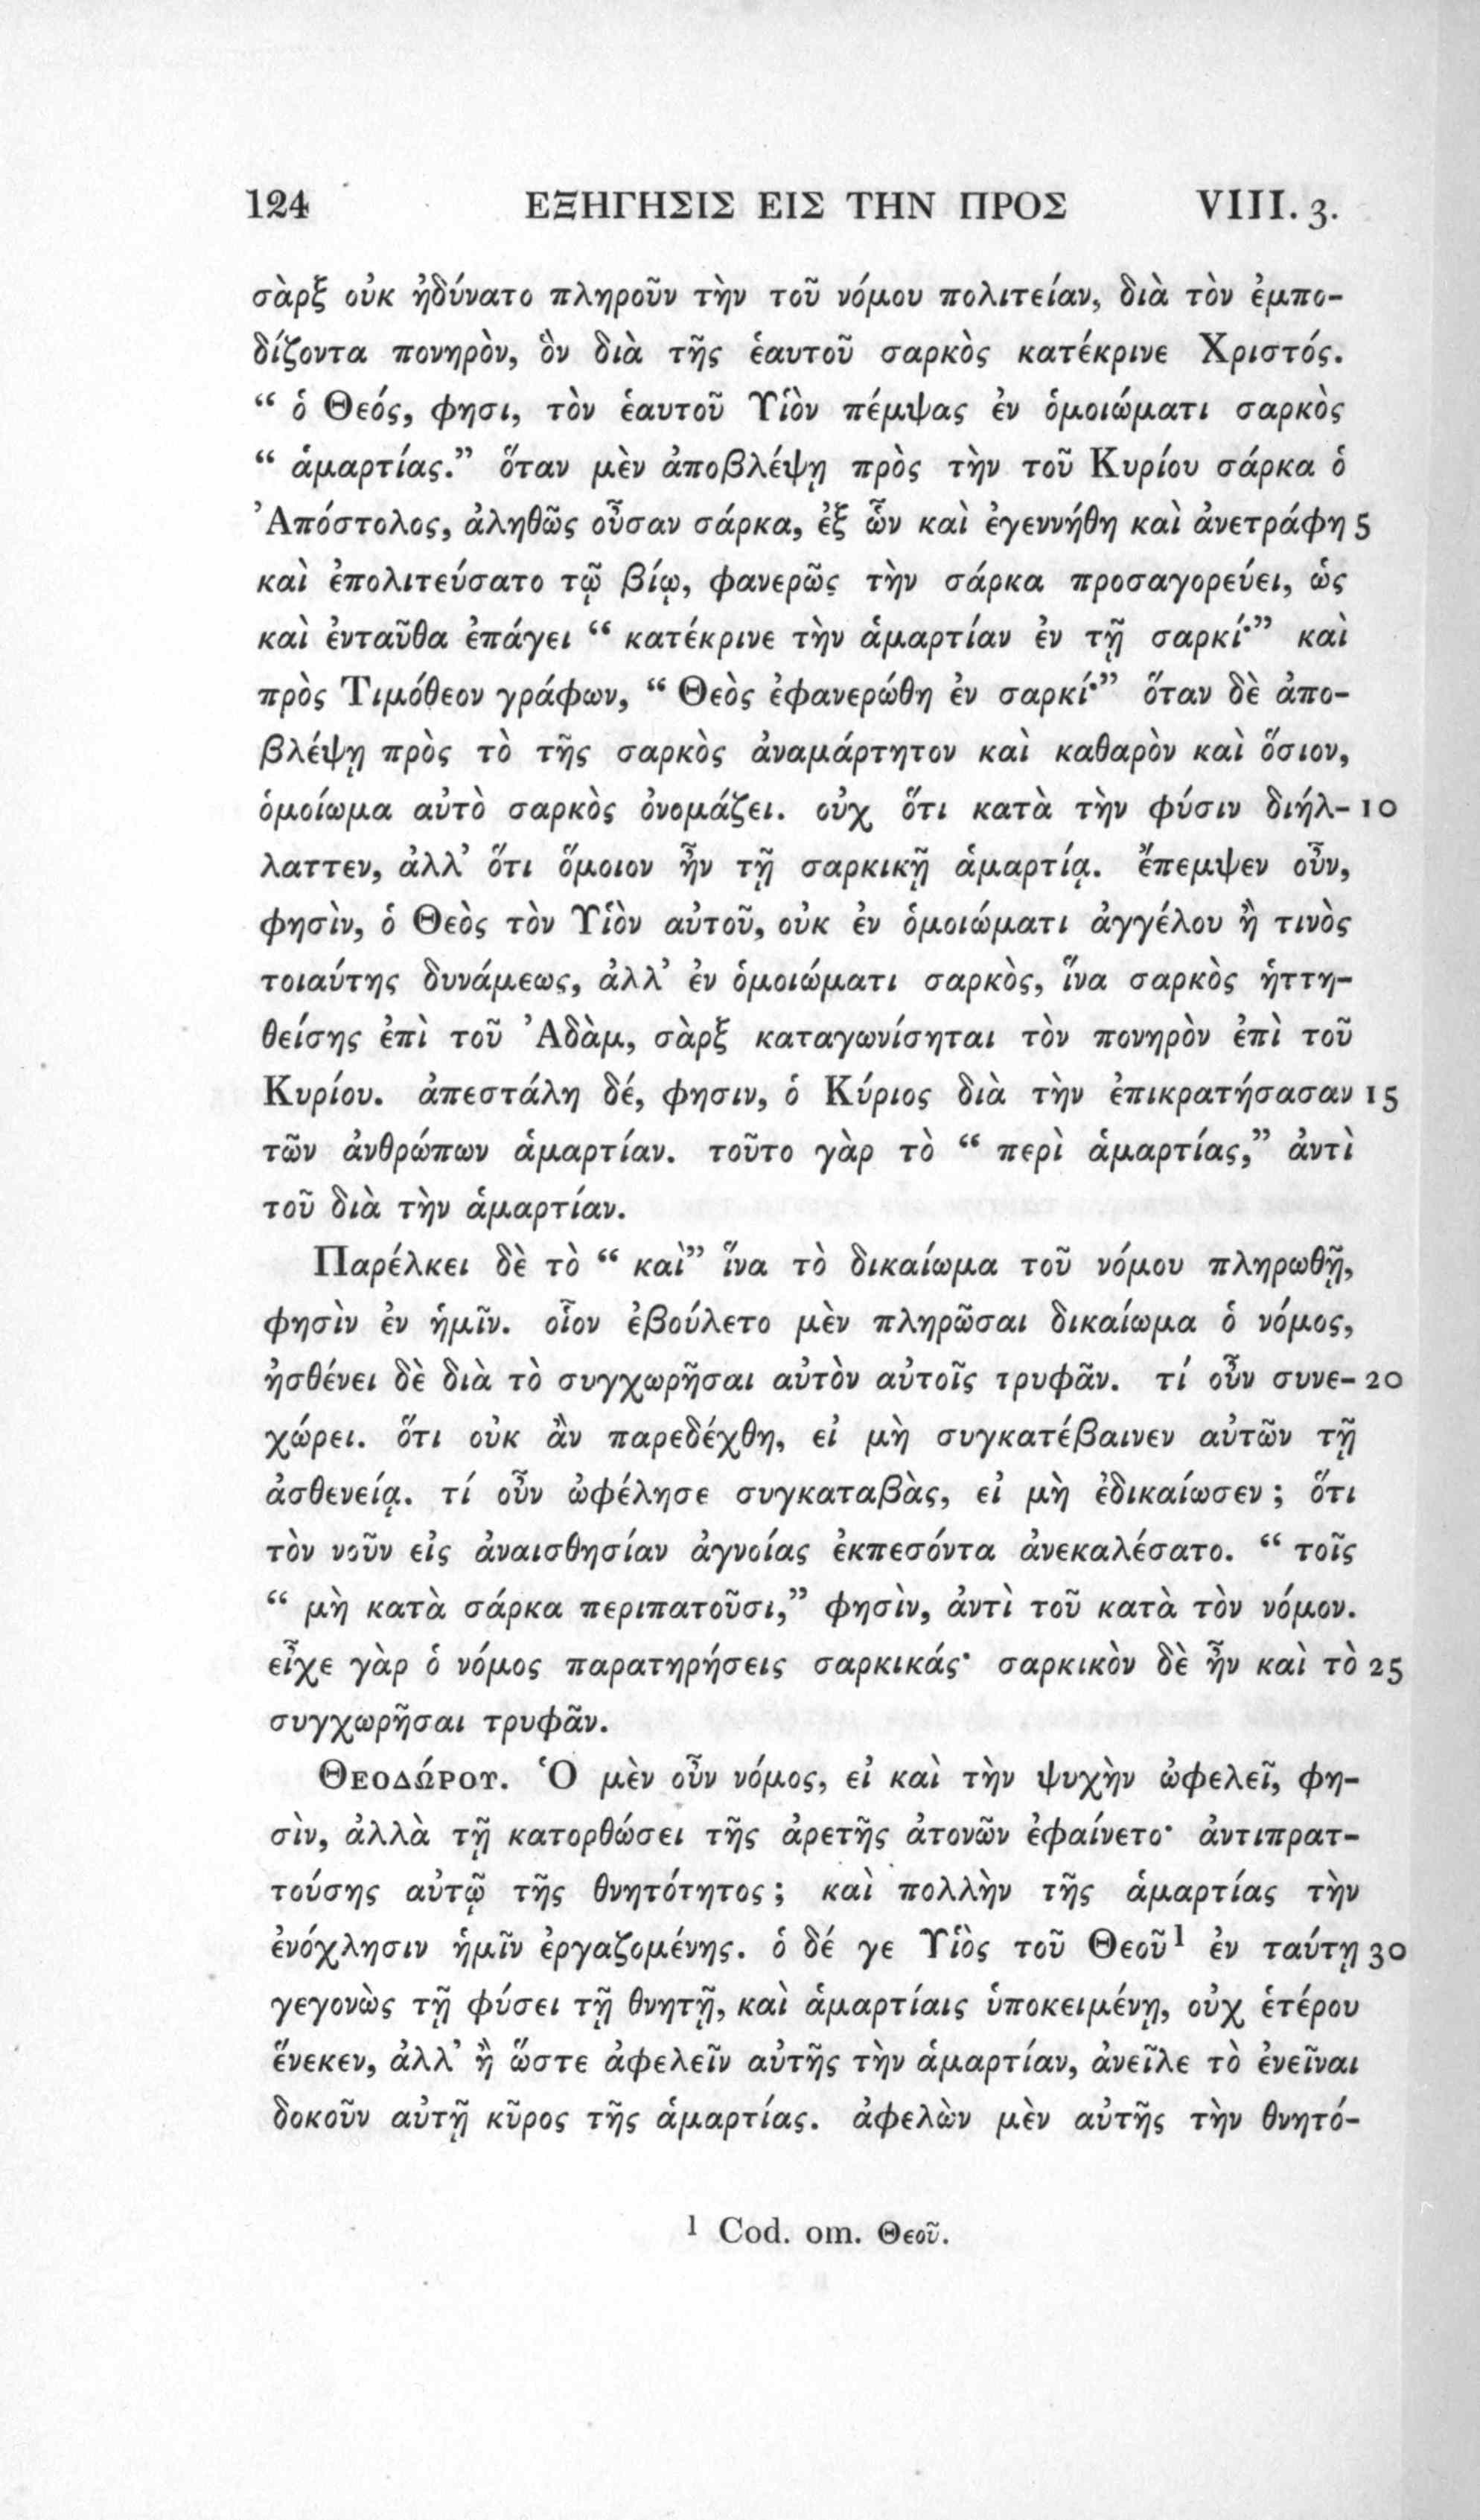 124 ΕΞΗΓΗΣΙΣ ΕΙΣ ΤΗΝ ΠΡΟΣ VIII. 3.
σὰρξ οὐκ ἠδύνατο πληροῦν τὴν τοῦ νόμου πολιτείαν, διὰ τὸν ἐμπο-
δίζοντα πονηρὸν, ὃν διὰ τῆς ἑαυτοῦ σαρκὸς κατέκρινε Χριστός.
“ ὁ Θεός, φησι, τὸν ἑαυτοῦ Υἱὸν πέμψας ἐν ὁμοιώματι σαρκὸς
“ ἁμαρτίας.” ὅταν μὲν ἀποβλέψῃ πρὸς τὴν τοῦ Κυρίου σάρκα ὁ
Ἀπόστολος, ἀληθῶς οὖσαν σάρκα, ἐξ ὧν καὶ ἐγεννήθη καὶ ἀνετράφη 5
καὶ ἐπολιτεύσατο τῷ βίῳ, φανερῶς τὴν σάρκα προσαγορεύει, ὡς
καὶ ἐνταῦθα ἐπάγει “ κατέκρινε τὴν ἁμαρτίαν ἐν τῇ σαρκί·” καὶ
πρὸς Τιμόθεον γράφων, “ Θεὸς ἐφανερώθη ἐν σαρκί·” ὅταν δὲ ἀπο-
βλέψῃ πρὸς τὸ τῆς σαρκὸς ἀναμάρτητον καὶ καθαρὸν καὶ ὅσιον,
ὁμοίωμα αὐτὸ σαρκὸς ὀνομάζει. οὐχ ὅτι κατὰ τὴν φύσιν διήλ- 10
λαττεν, ἀλλ’ ὅτι ὅμοιον ἦν τῇ σαρκικῇ ἁμαρτίᾳ. ἔπεμψεν οὖν,
φησὶν, ὁ Θεὸς τὸν Υἱὸν αὐτοῦ, οὐκ ἐν ὁμοιώματι ἀγγέλου ἢ τινὸς
τοιαύτης δυνάμεως, ἀλλ’ ἐν ὁμοιώματι σαρκὸς, ἵνα σαρκὸς ἡττη-
θείσης ἐπὶ τοῦ Ἀδὰμ, σὰρξ καταγωνίσηται τὸν πονηρὸν ἐπὶ τοῦ
Κυρίου. ἀπεστάλη δέ, φησιν, ὁ Κύριος διὰ τὴν ἐπικρατήσασαν 15
τῶν ἀνθρώπων ἁμαρτίαν. τοῦτο γὰρ τὸ “ περὶ ἁμαρτίας,” ἀντὶ
τοῦ διὰ τὴν ἁμαρτίαν.
Παρέλκει δὲ τὸ “ καὶ” ἵνα τὸ δικαίωμα τοῦ νόμου πληρωθῇ,
φησὶν ἐν ἡμῖν. οἷον ἐβούλετο μὲν πληρῶσαι δικαίωμα ὁ νόμος,
ἠσθένει δὲ διὰ τὸ συγχωρῆσαι αὐτὸν αὐτοῖς τρυφᾶν. τί οὖν συνε- 20
χώρει. ὅτι οὐκ ἂν παρεδέχθη, εἰ μὴ συγκατέβαινεν αὐτῶν τῇ
ἀσθενείᾳ. τί οὖν ὠφέλησε συγκαταβὰς, εἰ μὴ ἐδικαίωσεν ; ὅτι
τὸν νοῦν εἰς ἀναισθησίαν ἀγνοίας ἐκπεσόντα ἀνεκαλέσατο. “ τοῖς
“ μὴ κατὰ σάρκα περιπατοῦσι,” φησὶν, ἀντὶ τοῦ κατὰ τὸν νόμον.
εἶχε γὰρ ὁ νόμος παρατηρήσεις σαρκικάς· σαρκικὸν δὲ ἦν καὶ τὸ 25
συγχωρῆσαι τρυφᾶν.
Θεοδώρου. Ὁ μὲν οὖν νόμος, εἰ καὶ τὴν ψυχὴν ὠφελεῖ, φη-
σὶν, ἀλλὰ τῇ κατορθώσει τῆς ἀρετῆς ἀτονῶν ἐφαίνετο· ἀντιπρατ-
τούσης αὐτῷ τῆς θνητότητος ; καὶ πολλὴν τῆς ἁμαρτίας τὴν
ἐνόχλησιν ἡμῖν ἐργαζομένης. ὁ δέ γε Υἱὸς τοῦ Θεοῦ¹ ἐν ταύτῃ 30
γεγονὼς τῇ φύσει τῇ θνητῇ, καὶ ἁμαρτίαις ὑποκειμένῃ, οὐχ ἑτέρου
ἕνεκεν, ἀλλ’ ἢ ὥστε ἀφελεῖν αὐτῆς τὴν ἁμαρτίαν, ἀνεῖλε τὸ ἐνεῖναι
δοκοῦν αὐτῇ κῦρος τῆς ἁμαρτίας. ἀφελὼν μὲν αὐτῆς τὴν θνητό-
¹ Cod. om. Θεοῦ.